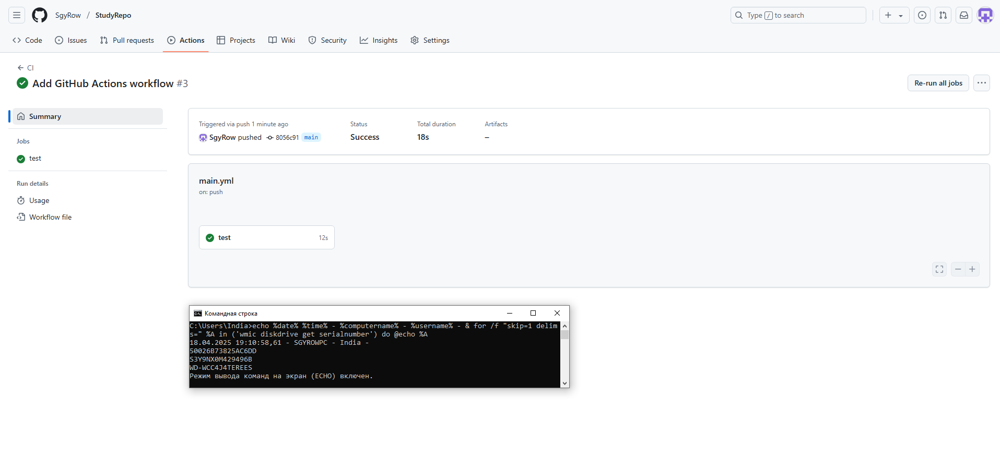 SgyRow / StudyRepo
Type / to search
Code
Issues
Pull requests
Actions
Projects
Wiki
Security
Insights
Settings
CI
Add GitHub Actions workflow #3
Re-run all jobs
Summary
Jobs
test
Run details
Usage
Workflow file
Triggered via push 1 minute ago
SgyRow pushed 8056c91 main
Status
Success
Total duration
18s
Artifacts
–
main.yml
on: push
test 12s
Командная строка
C:\Users\India>echo %date% %time% - %computername% - %username% - & for /f "skip=1 delim
s=" %A in ('wmic diskdrive get serialnumber') do @echo %A
18.04.2025 19:10:58,61 - SGYROWPC - India -
50026B73825AC6DD
S3Y9NX0M429496B
WD-WCC4J4TEREES
Режим вывода команд на экран (ECHO) включен.